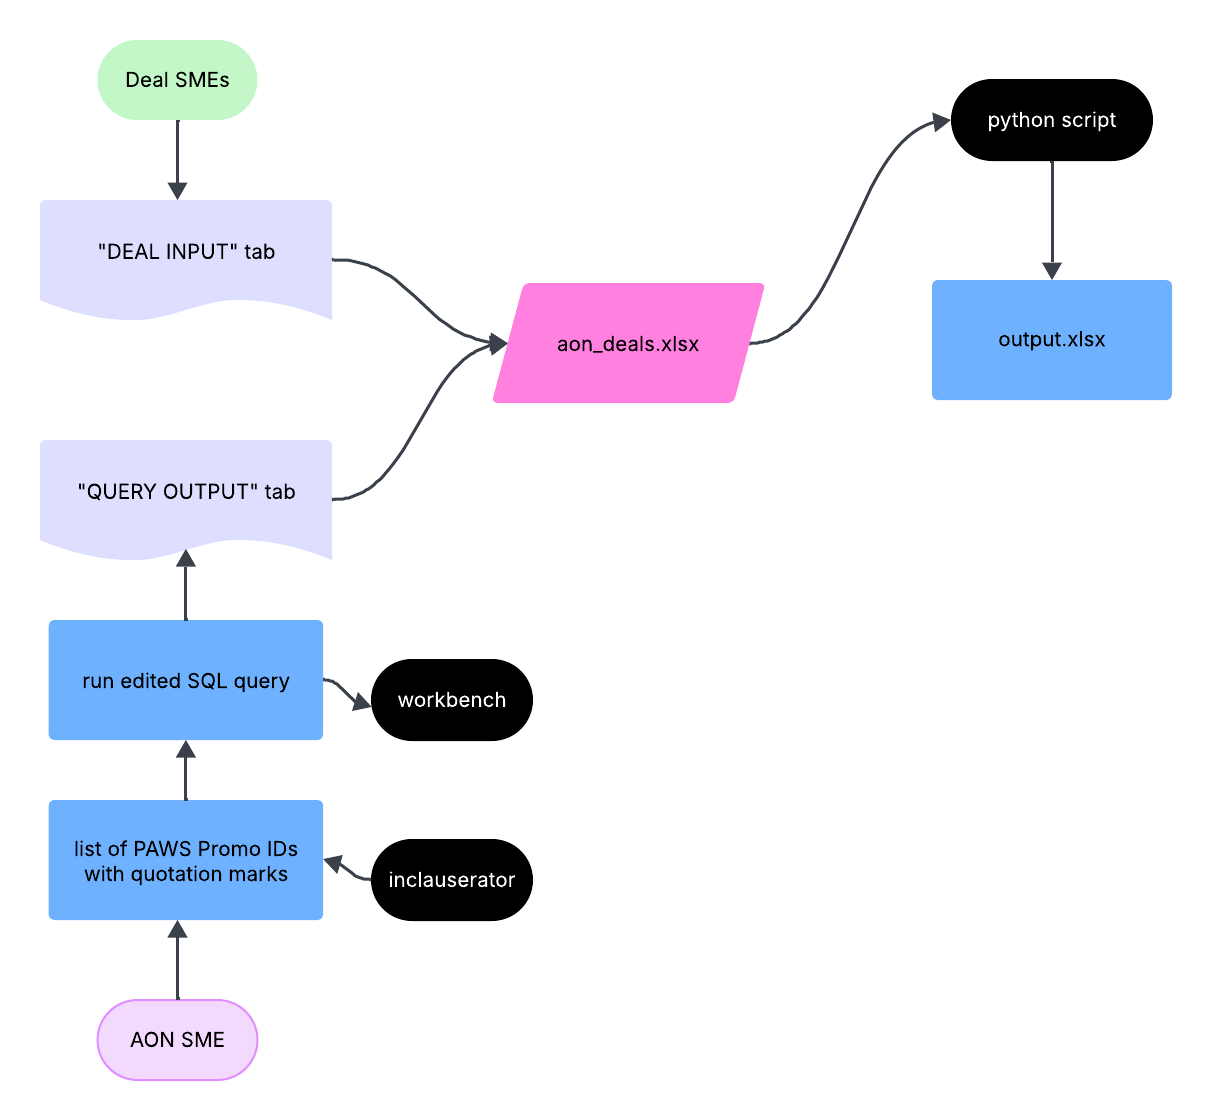 Deal SMEs
python script
"DEAL INPUT" tab
aon_deals.xlsx
output.xlsx
"QUERY OUTPUT" tab
run edited SQL query
workbench
list of PAWS Promo IDs
with quotation marks
inclauserator
AON SME